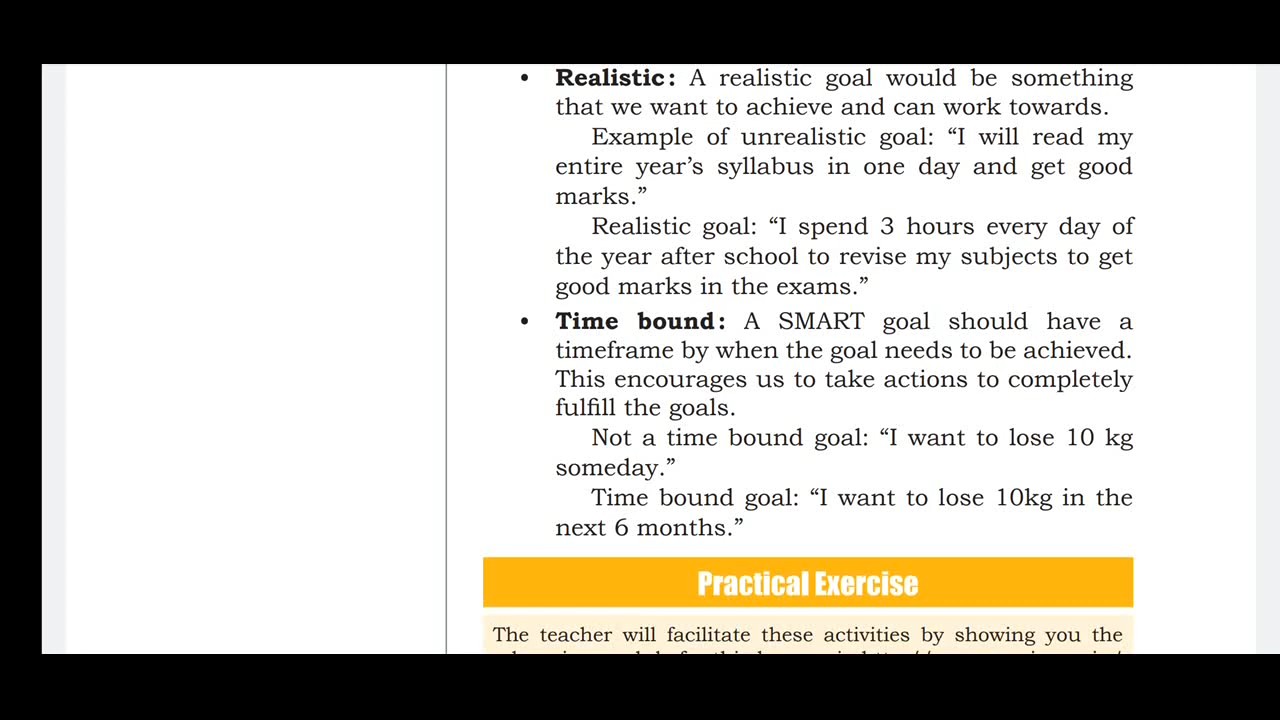 • Realistic: A realistic goal would be something
that we want to achieve and can work towards.
Example of unrealistic goal: “I will read my
entire year’s syllabus in one day and get good
marks.”
Realistic goal: “I spend 3 hours every day of
the year after school to revise my subjects to get
good marks in the exams.”
• Time bound: A SMART goal should have a
timeframe by when the goal needs to be achieved.
This encourages us to take actions to completely
fulfill the goals.
Not a time bound goal: “I want to lose 10 kg
someday.”
Time bound goal: “I want to lose 10kg in the
next 6 months.”
Practical Exercise
The teacher will facilitate these activities by showing you the